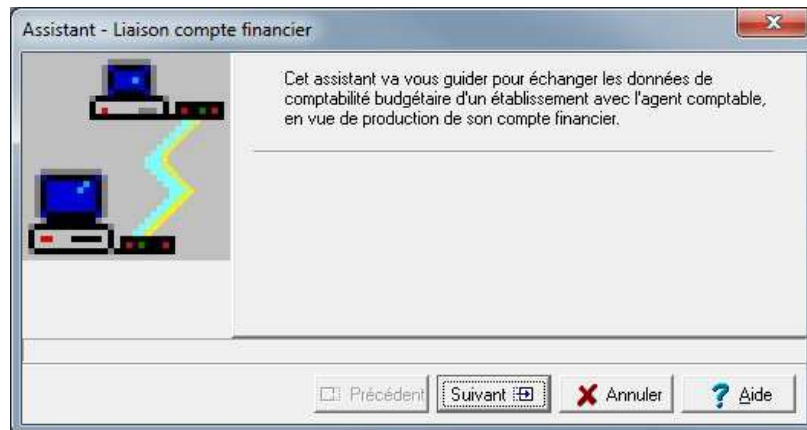 Assistant - Liaison compte financier
Cet assistant va vous guider pour échanger les données de
comptabilité budgétaire d'un établissement avec l'agent comptable,
en vue de production de son compte financier.
Précédent Suivant Annuler Aide